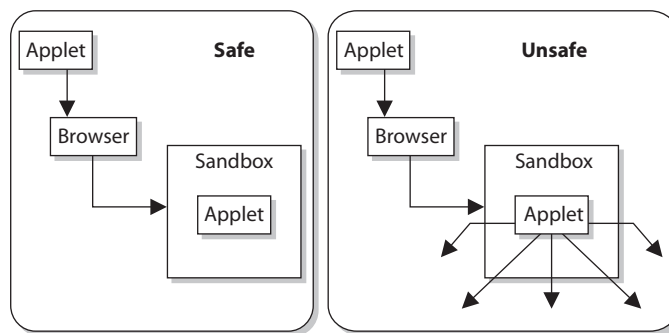 Applet
Safe
Browser
Sandbox
Applet
Applet
Unsafe
Browser
Sandbox
Applet